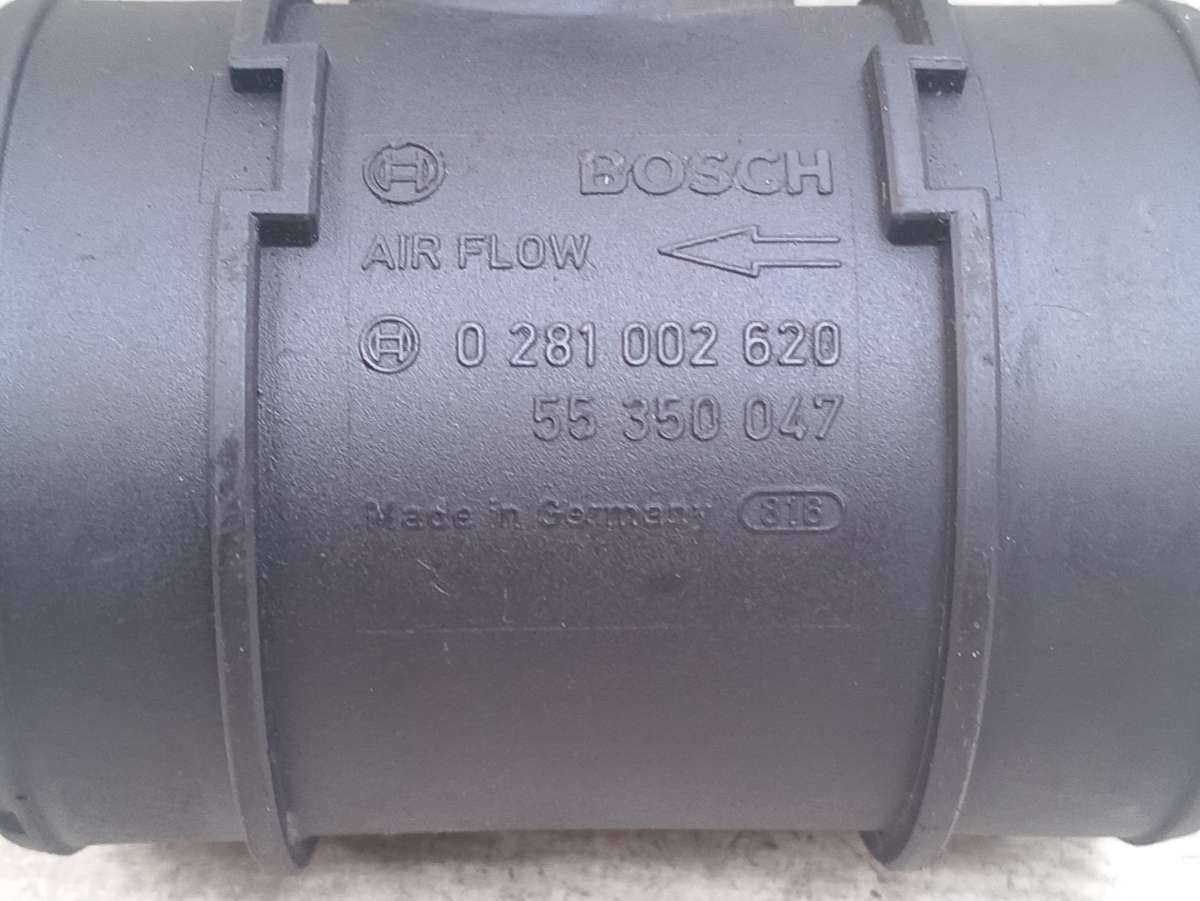 BOSCH
AIR FLOW
0 281 002 620
55 350 047
Made in Germany 816